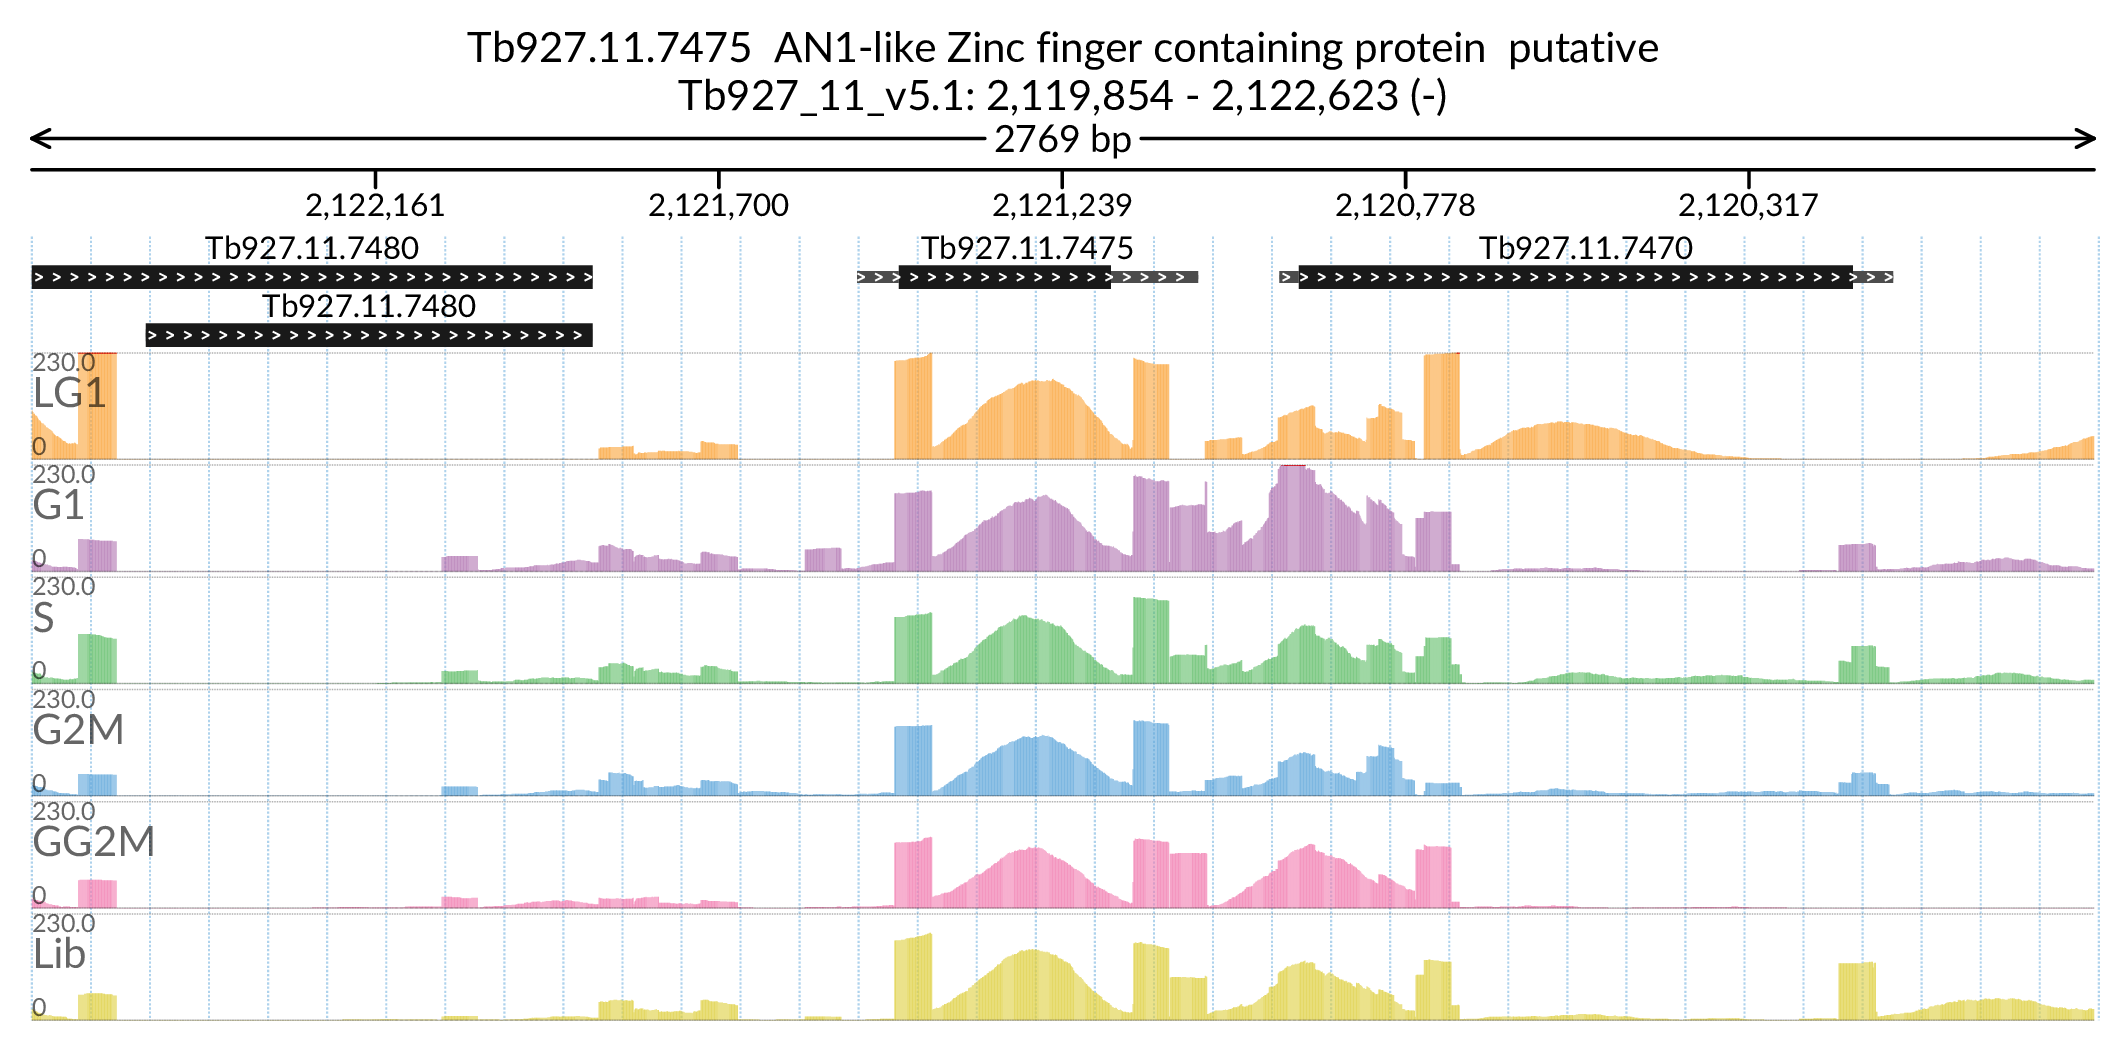 Tb927.11.7475  AN1-like Zinc finger containing protein  putative
Tb927_11_v5.1: 2,119,854 - 2,122,623 (-)
2769 bp
2,122,161 2,121,700 2,121,239 2,120,778 2,120,317
Tb927.11.7480 Tb927.11.7475 Tb927.11.7470
Tb927.11.7480
230.0
LG1
0
230.0
G1
0
230.0
S
0
230.0
G2M
0
230.0
GG2M
0
230.0
Lib
0